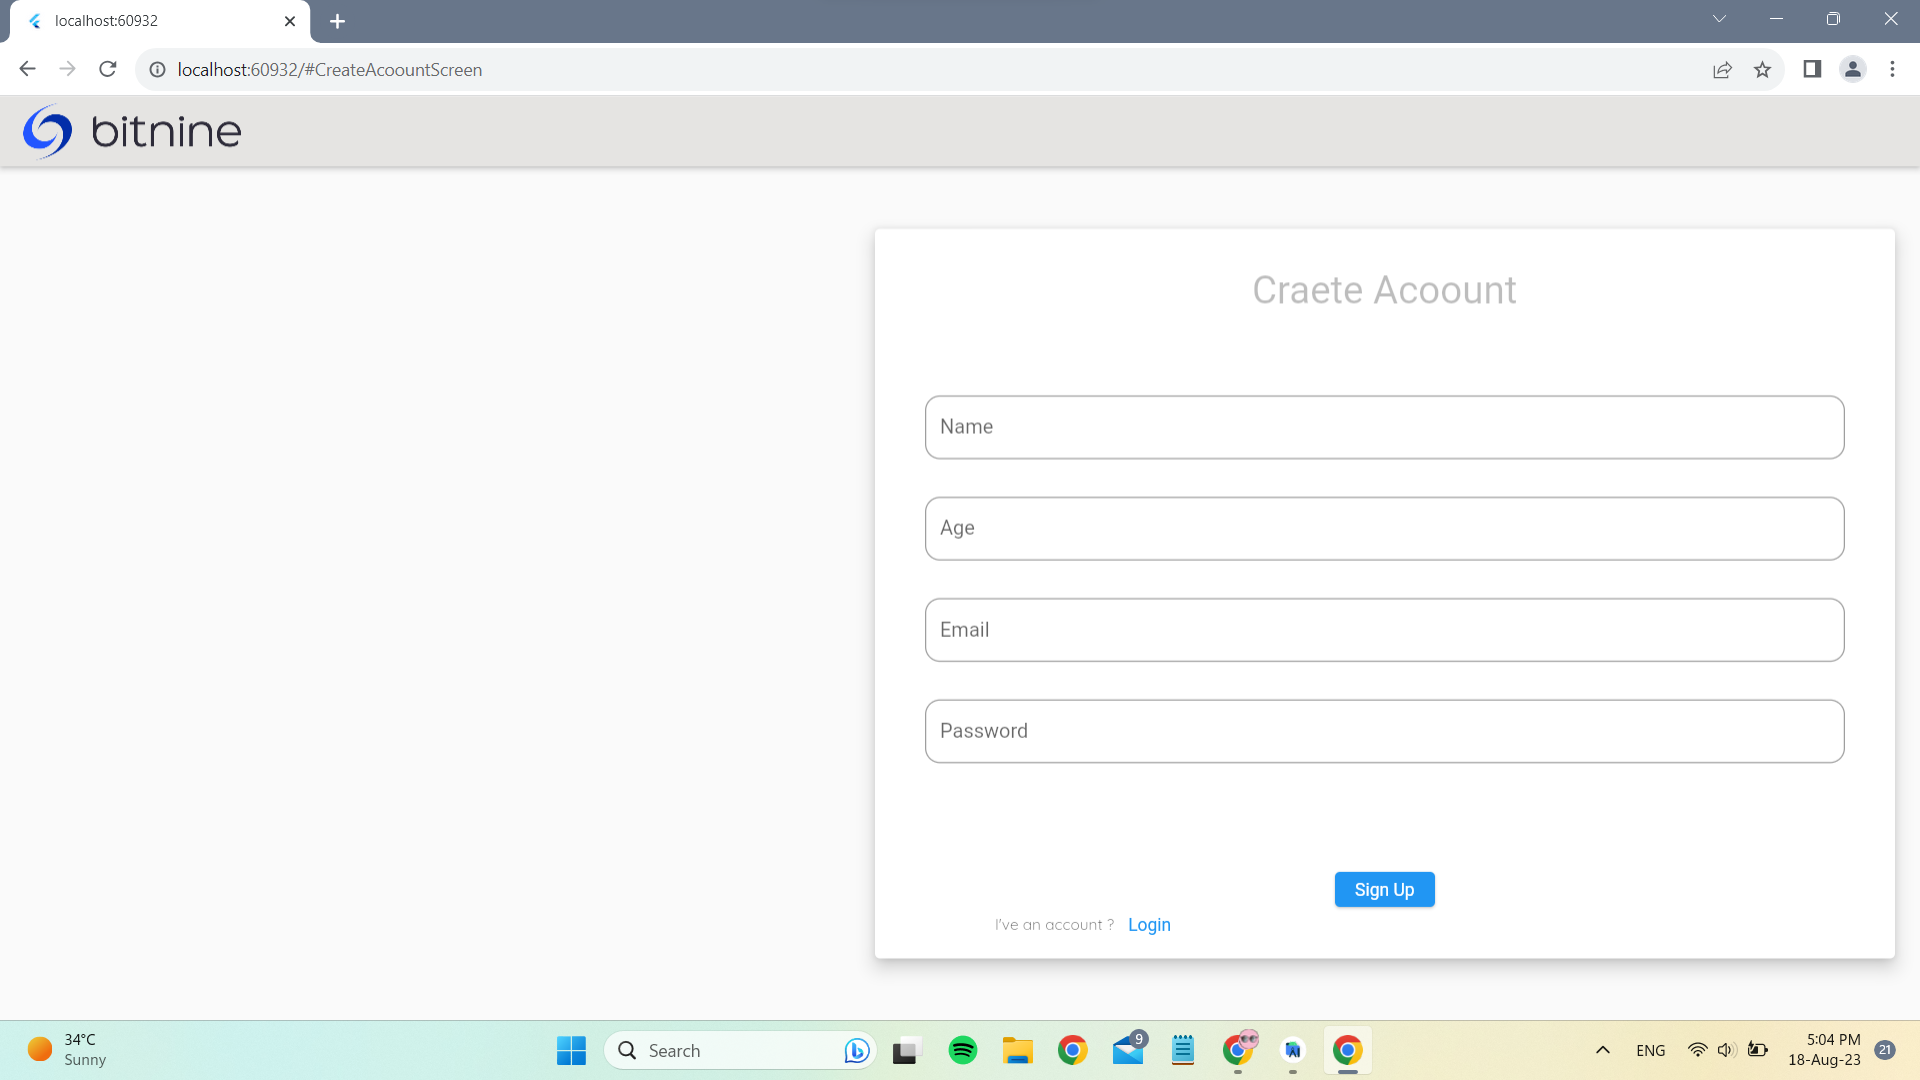 localhost:60932
localhost:60932/#CreateAcoountScreen
bitnine
Craete Acoount
Name
Age
Email
Password
Sign Up
I've an account ? Login
34°C
Sunny
Search
9
ENG
5:04 PM
18-Aug-23
21